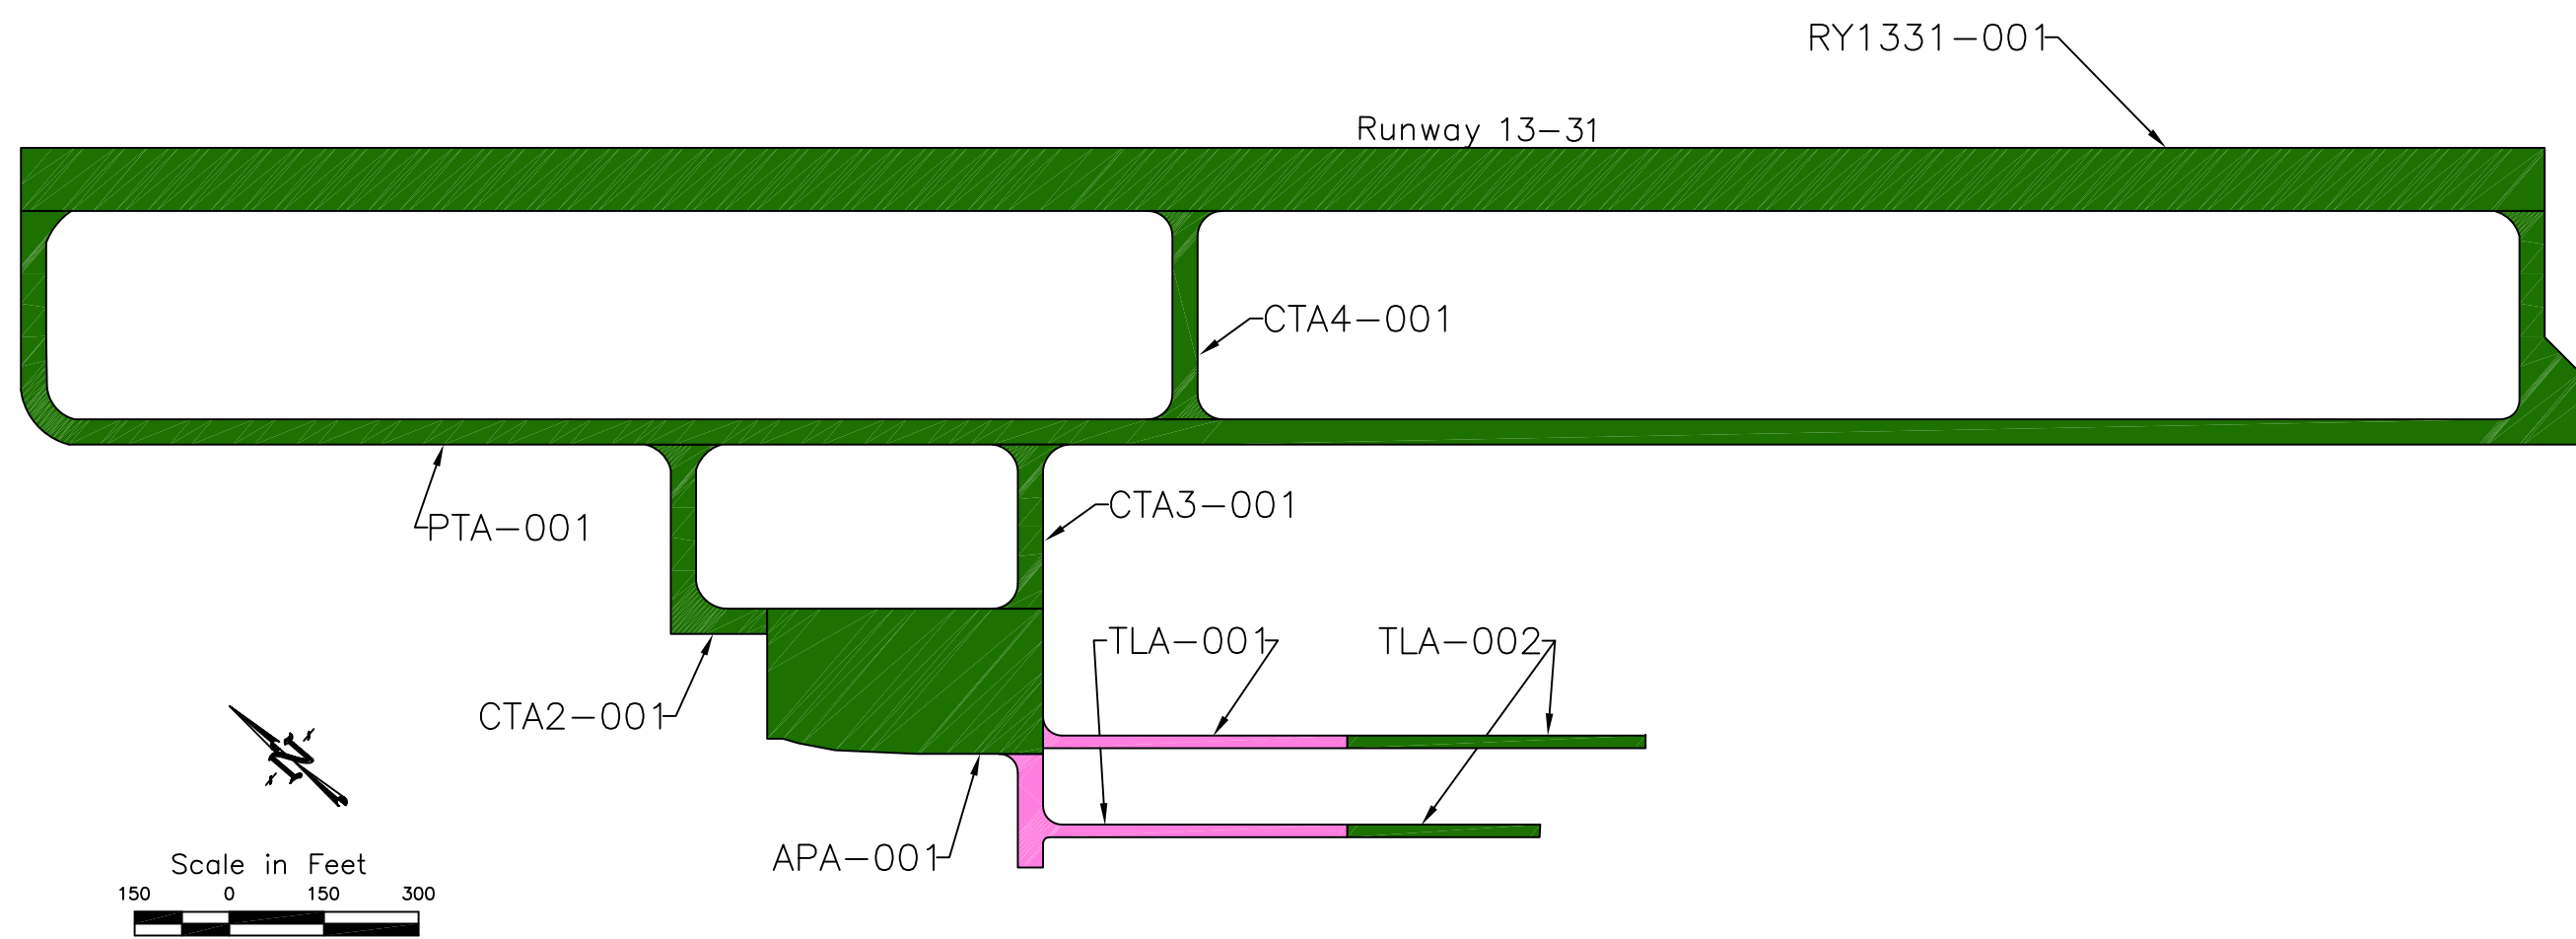 RY1331-001
Runway 13-31
CTA4-001
CTA3-001
PTA-001
TLA-001
TLA-002
CTA2-001
N
APA-001
Scale in Feet
150 0 150 300